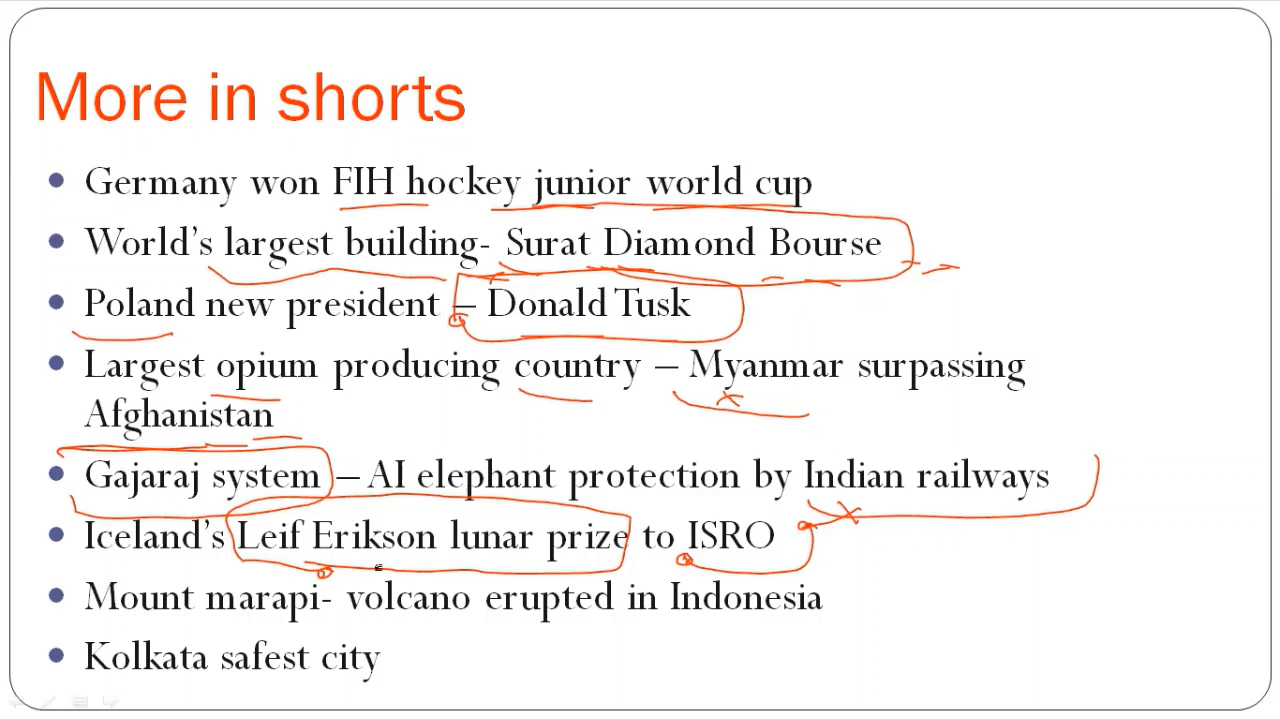 More in shorts
• Germany won FIH hockey junior world cup
• World's largest building- Surat Diamond Bourse
• Poland new president – Donald Tusk
• Largest opium producing country – Myanmar surpassing
Afghanistan
• Gajaraj system – AI elephant protection by Indian railways
• Iceland's Leif Erikson lunar prize to ISRO
• Mount marapi- volcano erupted in Indonesia
• Kolkata safest city